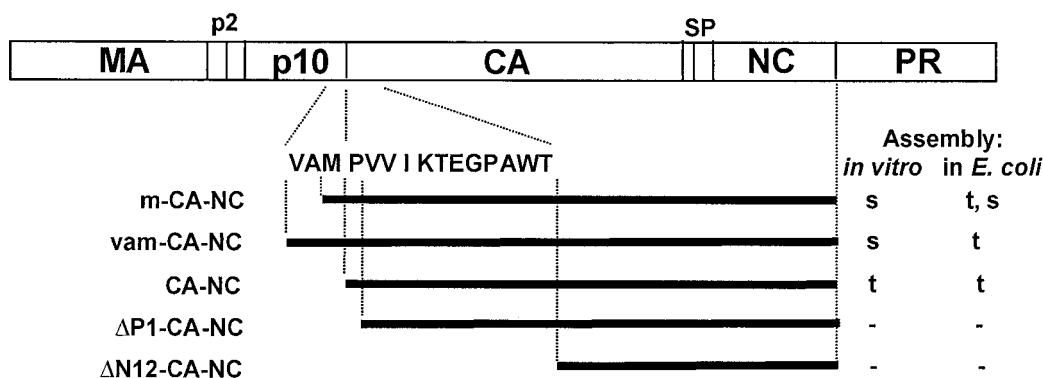 p2 SP
MA p10 CA NC PR
Assembly:
VAM PVV I KTEGPAWT in vitro in E. coli
m-CA-NC s t, s
vam-CA-NC s t
CA-NC t t
ΔP1-CA-NC - -
ΔN12-CA-NC - -